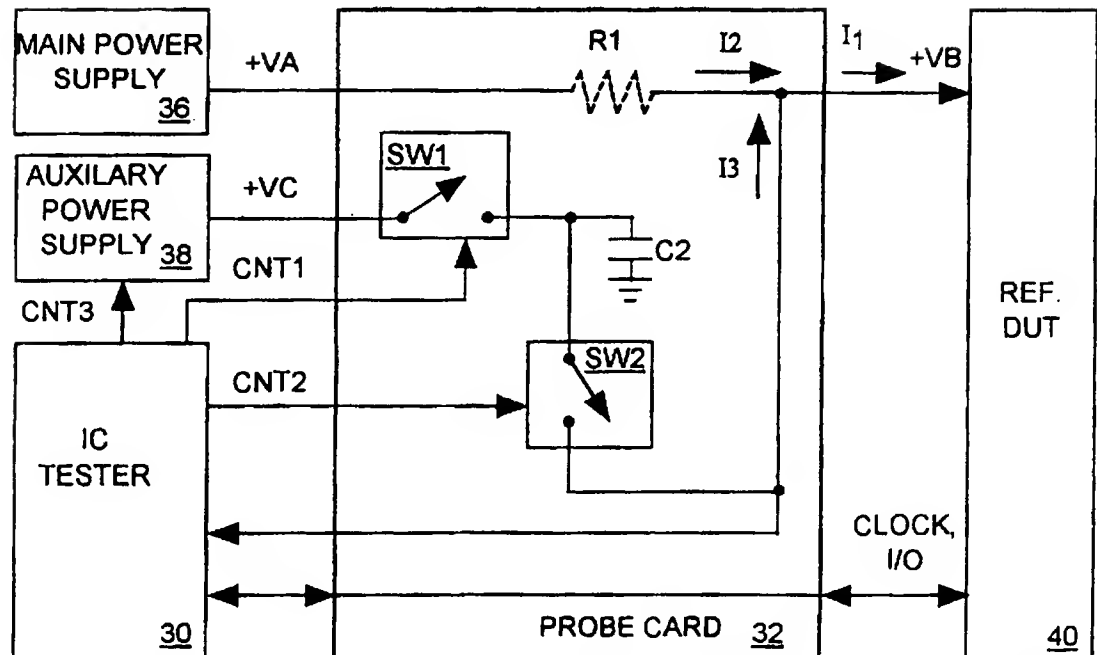 MAIN POWER
SUPPLY
36
+VA
R1
I2
I1
+VB
I3
AUXILARY
POWER
SUPPLY 38
+VC
SW1
C2
CNT1
CNT3
CNT2
SW2
IC
TESTER
30
REF.
DUT
CLOCK,
I/O
PROBE CARD 32
40